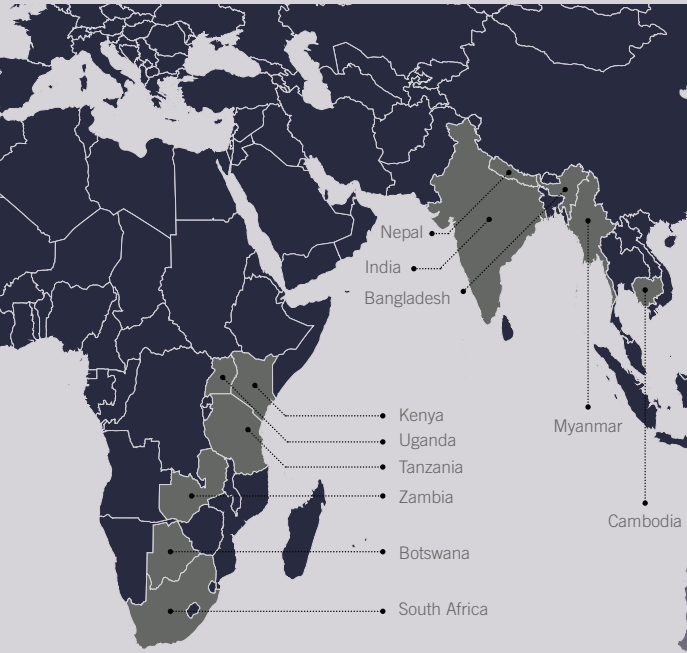 Nepal
India
Bangladesh
Kenya
Uganda
Myanmar
Tanzania
Zambia
Cambodia
Botswana
South Africa